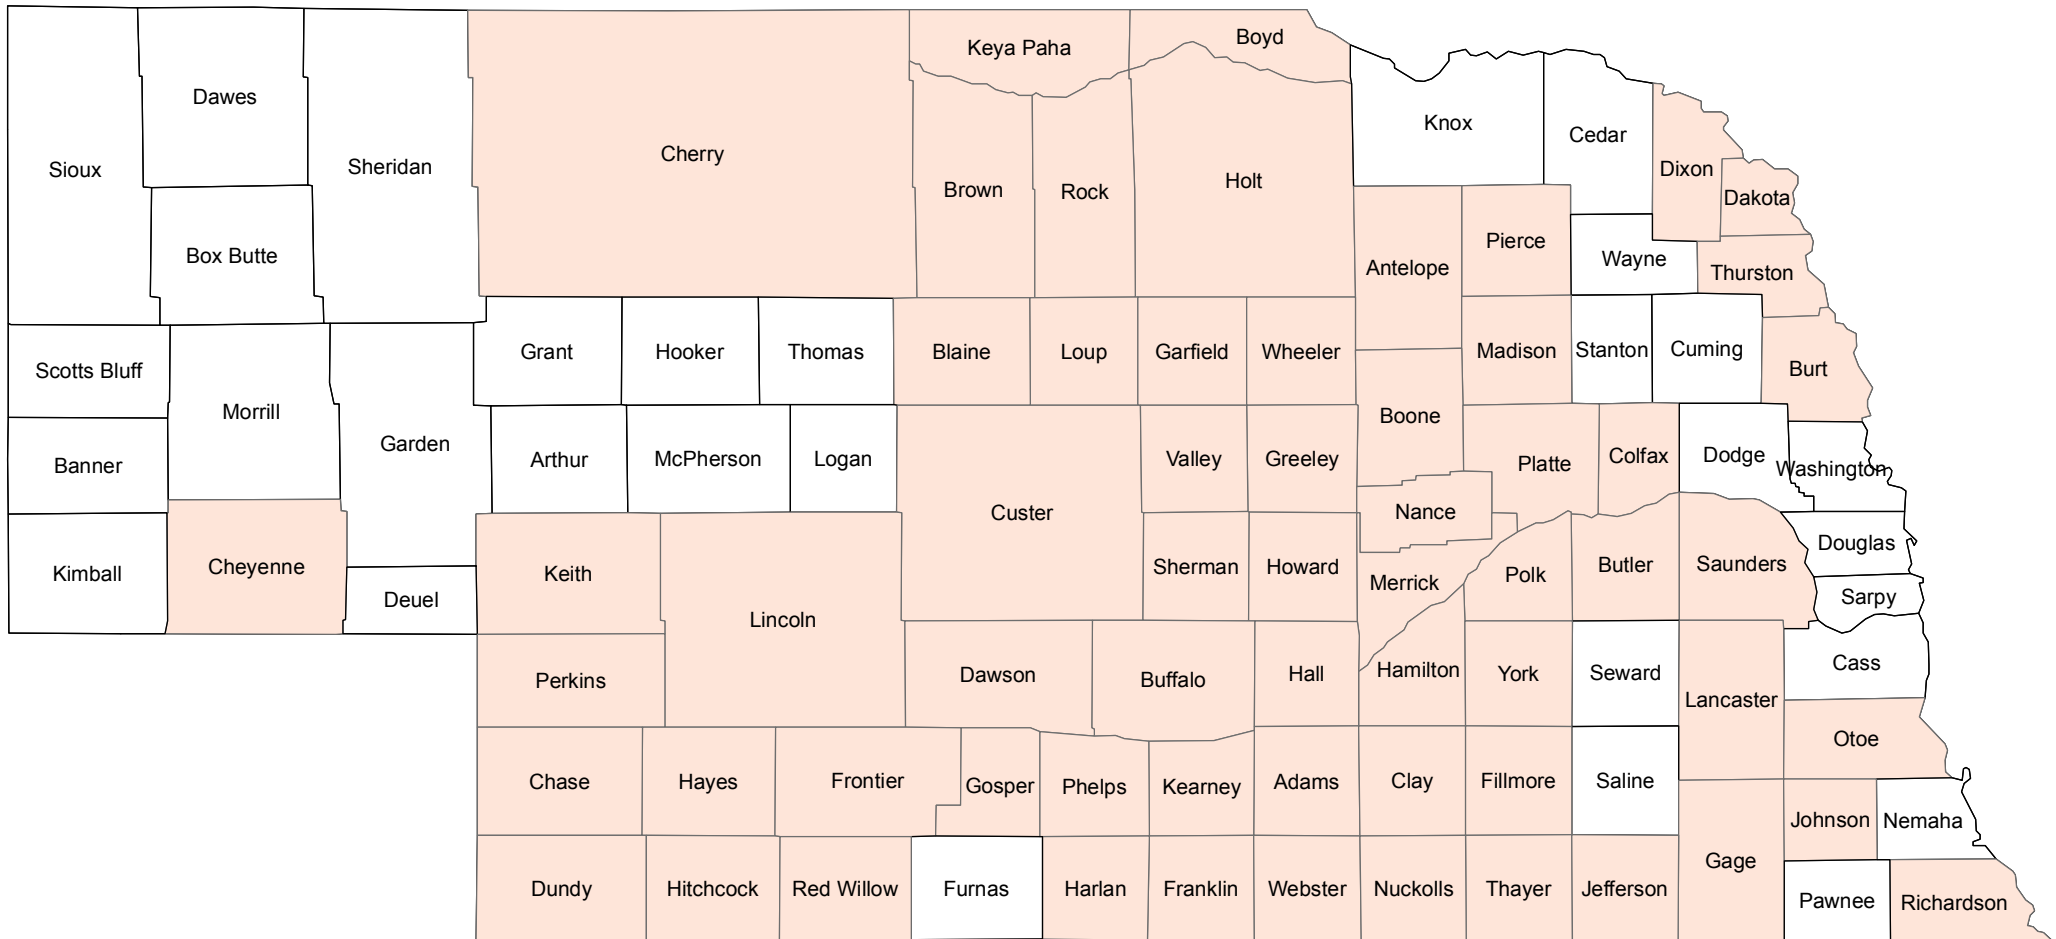 Keya Paha
Boyd
Dawes
Knox
Cedar
Cherry
Sioux
Sheridan
Dixon
Holt
Brown
Rock
Dakota
Pierce
Box Butte
Wayne
Antelope
Thurston
Grant
Hooker
Thomas
Blaine
Loup
Garfield
Wheeler
Madison
Stanton
Cuming
Scotts Bluff
Burt
Morrill
Boone
Garden
Arthur
McPherson
Logan
Valley
Greeley
Platte
Colfax
Dodge
Washington
Banner
Custer
Nance
Douglas
Kimball
Cheyenne
Keith
Sherman
Howard
Merrick
Polk
Butler
Saunders
Deuel
Sarpy
Lincoln
Cass
Perkins
Dawson
Buffalo
Hall
Hamilton
York
Seward
Lancaster
Otoe
Chase
Hayes
Frontier
Gosper
Phelps
Kearney
Adams
Clay
Fillmore
Saline
Johnson
Nemaha
Gage
Dundy
Hitchcock
Red Willow
Furnas
Harlan
Franklin
Webster
Nuckolls
Thayer
Jefferson
Pawnee
Richardson